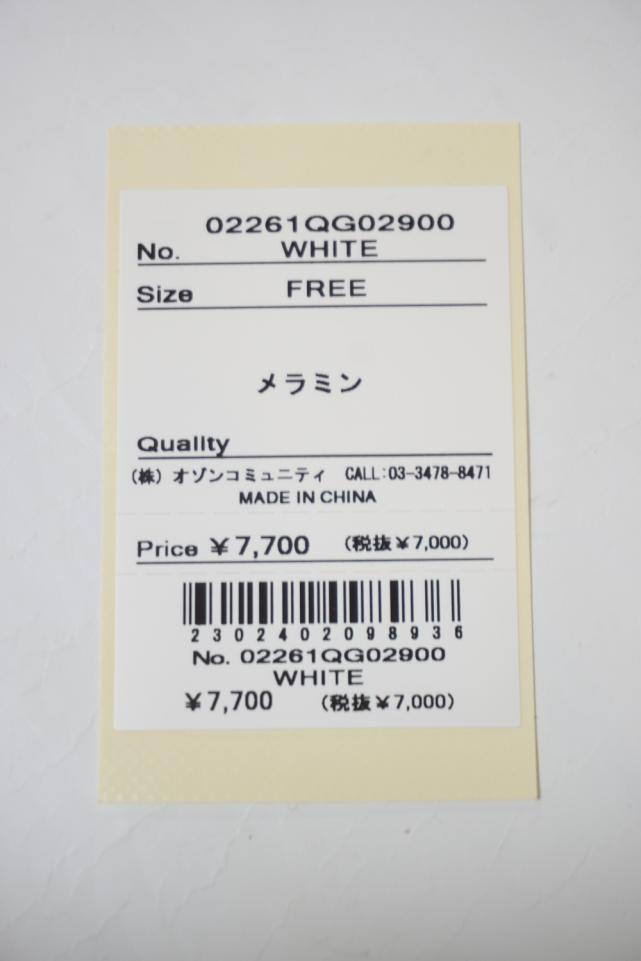 02261QG02900
No. WHITE
Size FREE
メラミン
Quality
(株) オゾンコミュニティ CALL:03-3478-8471
MADE IN CHINA
Price ¥7,700 (税抜¥7,000)
2302402098936
No. 02261QG02900
WHITE
¥7,700 (税抜¥7,000)